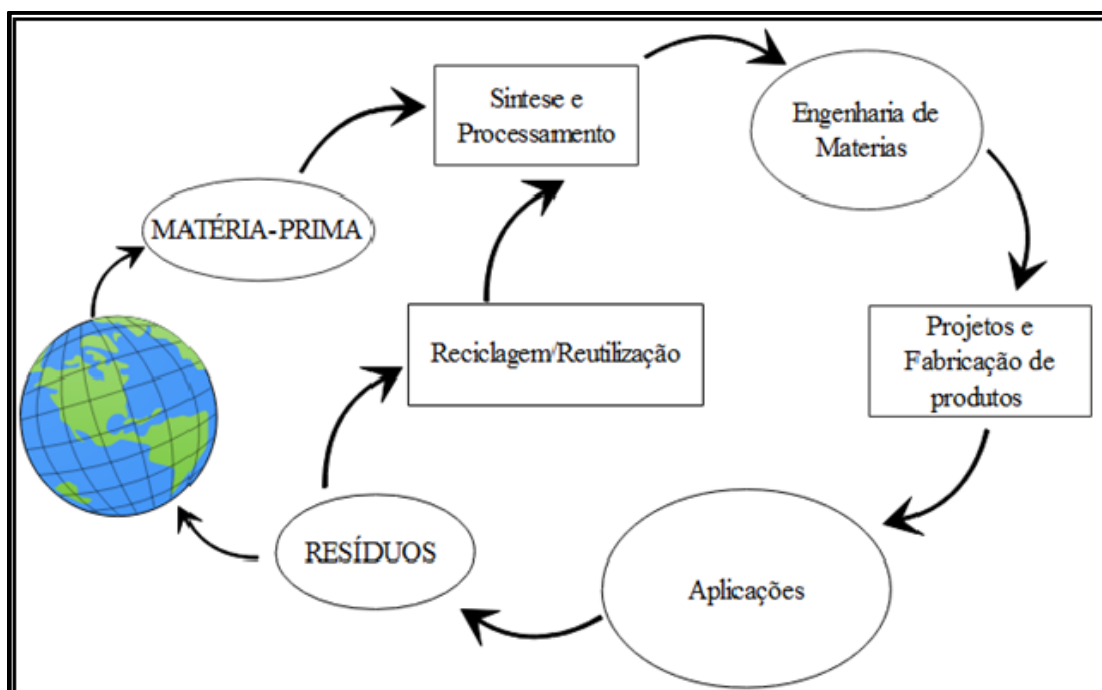 Sintese e
Processamento
Engenharia de
Materias
MATÉRIA-PRIMA
Projetos e
Fabricação de
produtos
Reciclagem/Reutilização
RESÍDUOS
Aplicações